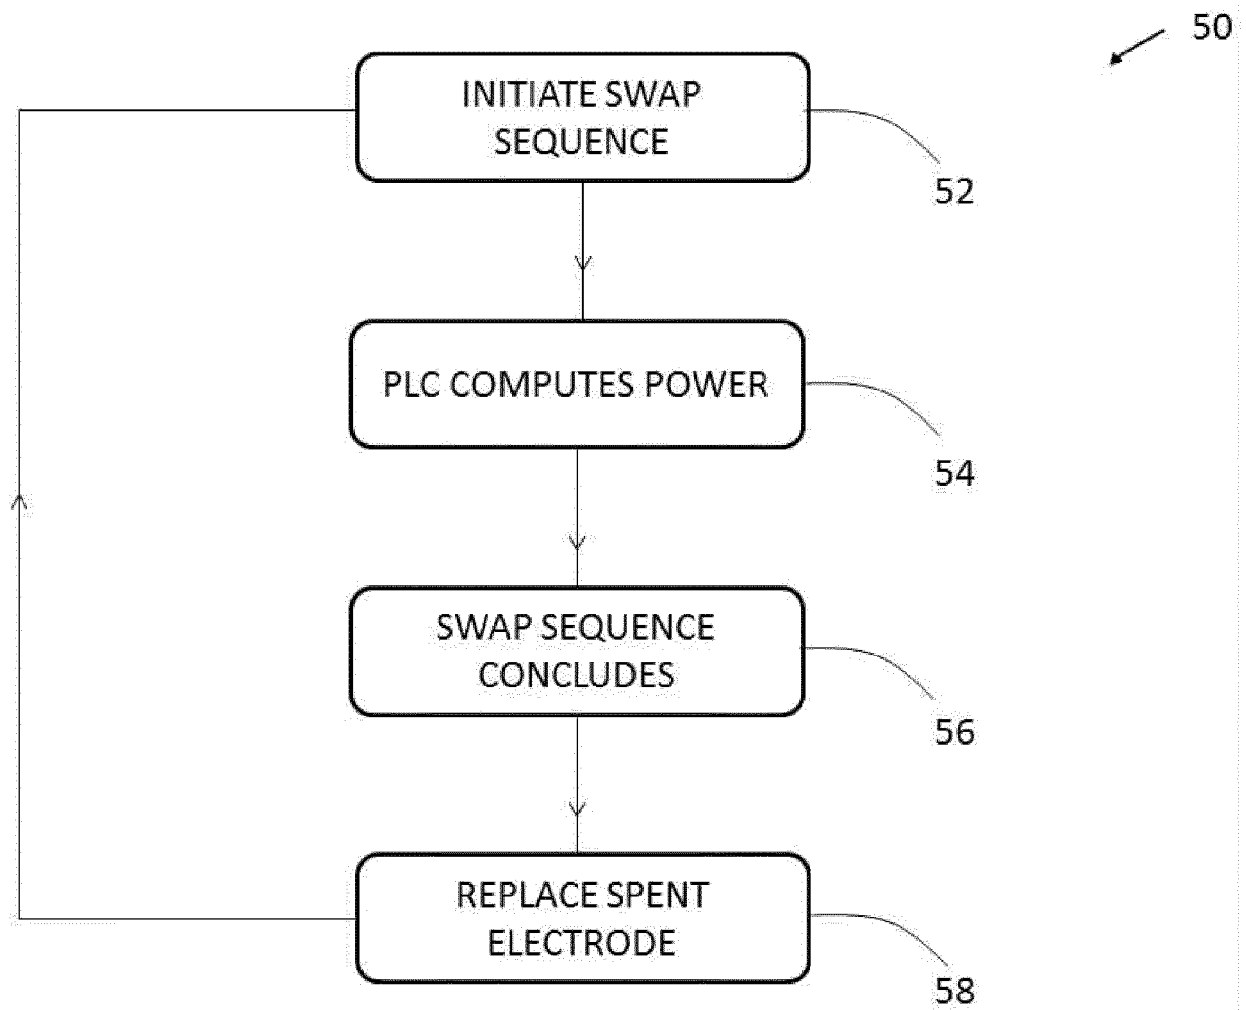 50
INITIATE SWAP
SEQUENCE
52
PLC COMPUTES POWER
54
SWAP SEQUENCE
CONCLUDES
56
REPLACE SPENT
ELECTRODE
58